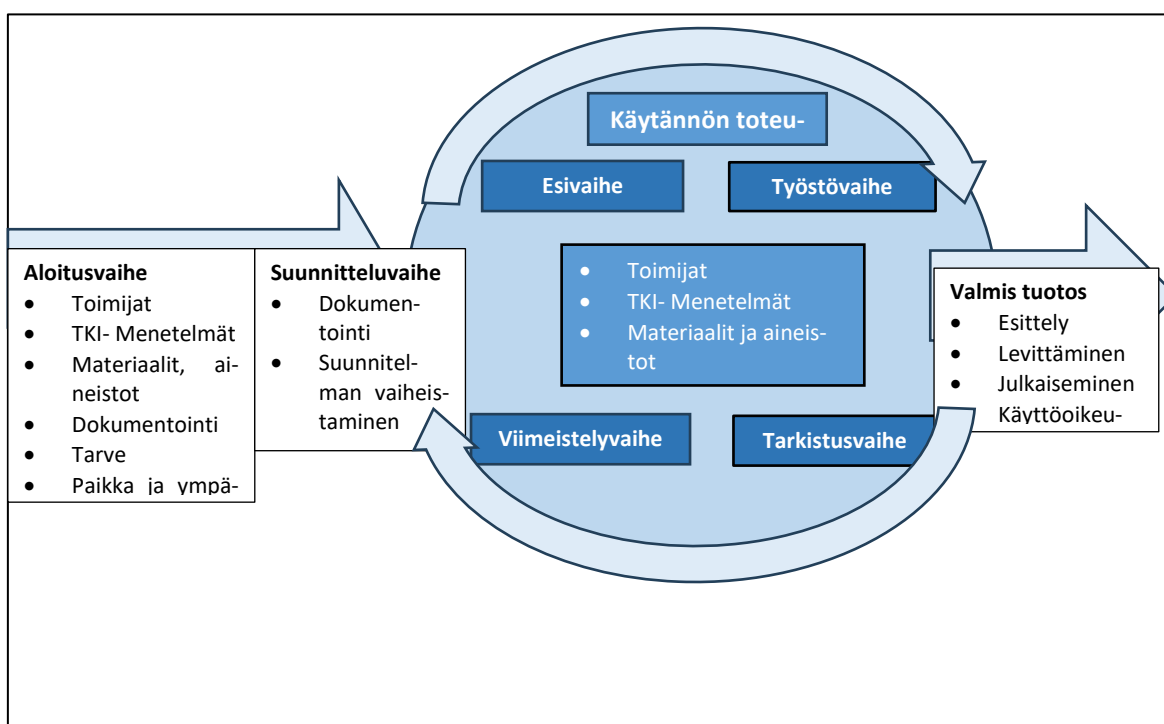 Käytännön toteu-
Esivaihe
Työstövaihe
Aloitusvaihe
• Toimijat
• TKI- Menetelmät
• Materiaalit, ai-
neistot
• Dokumentointi
• Tarve
• Paikka ja ympä-
Suunnitteluvaihe
• Dokumen-
tointi
• Suunnitel-
man vaiheis-
taminen
• Toimijat
• TKI- Menetelmät
• Materiaalit ja aineis-
tot
Viimeistelyvaihe
Tarkistusvaihe
Valmis tuotos
• Esittely
• Levittäminen
• Julkaiseminen
• Käyttöoikeu-